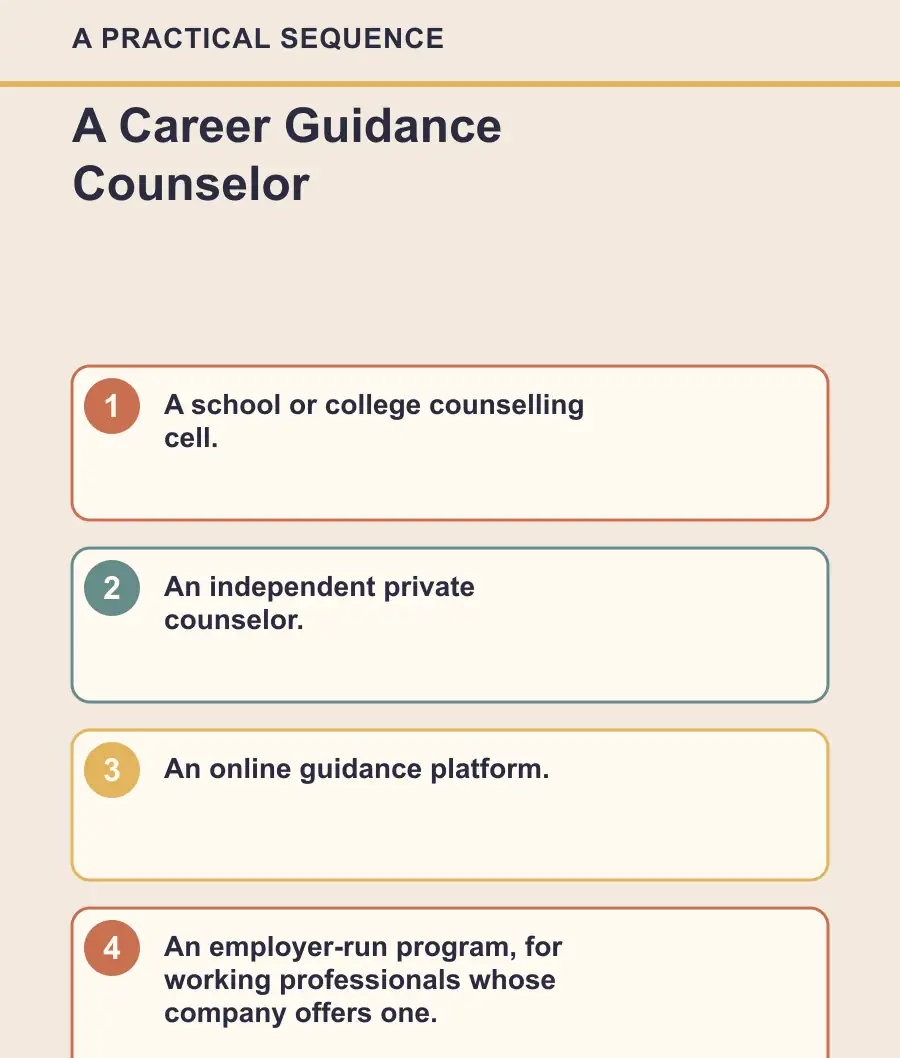 A PRACTICAL SEQUENCE
A Career Guidance
Counselor
1
A school or college counselling
cell.
2
An independent private
counselor.
3
An online guidance platform.
4
An employer-run program, for
working professionals whose
company offers one.